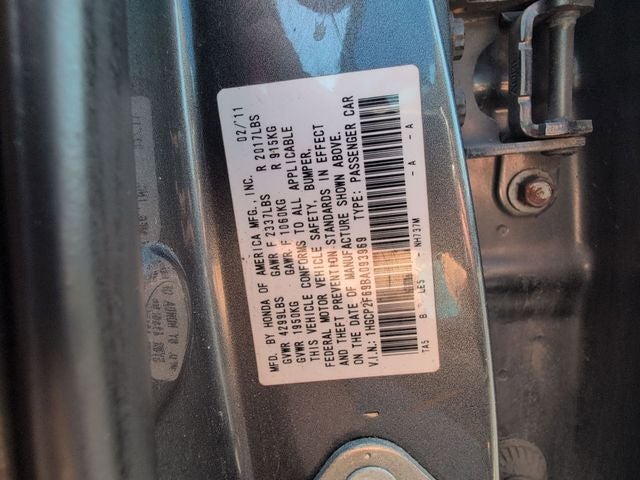 MFD. BY HONDA OF AMERICA MFG., INC. 02/11
GVWR 4299LBS GAWR F 2337LBS R 2017LBS
GVWR 1950KG GAWR F 1060KG R 915KG
THIS VEHICLE CONFORMS TO ALL APPLICABLE
FEDERAL MOTOR VEHICLE SAFETY, BUMPER,
AND THEFT PREVENTION STANDARDS IN EFFECT
ON THE DATE OF MANUFACTURE SHOWN ABOVE.
V.I.N.: 1HGCP2F69BA093969 TYPE: PASSENGER CAR
TA5 B NH737M - A - A